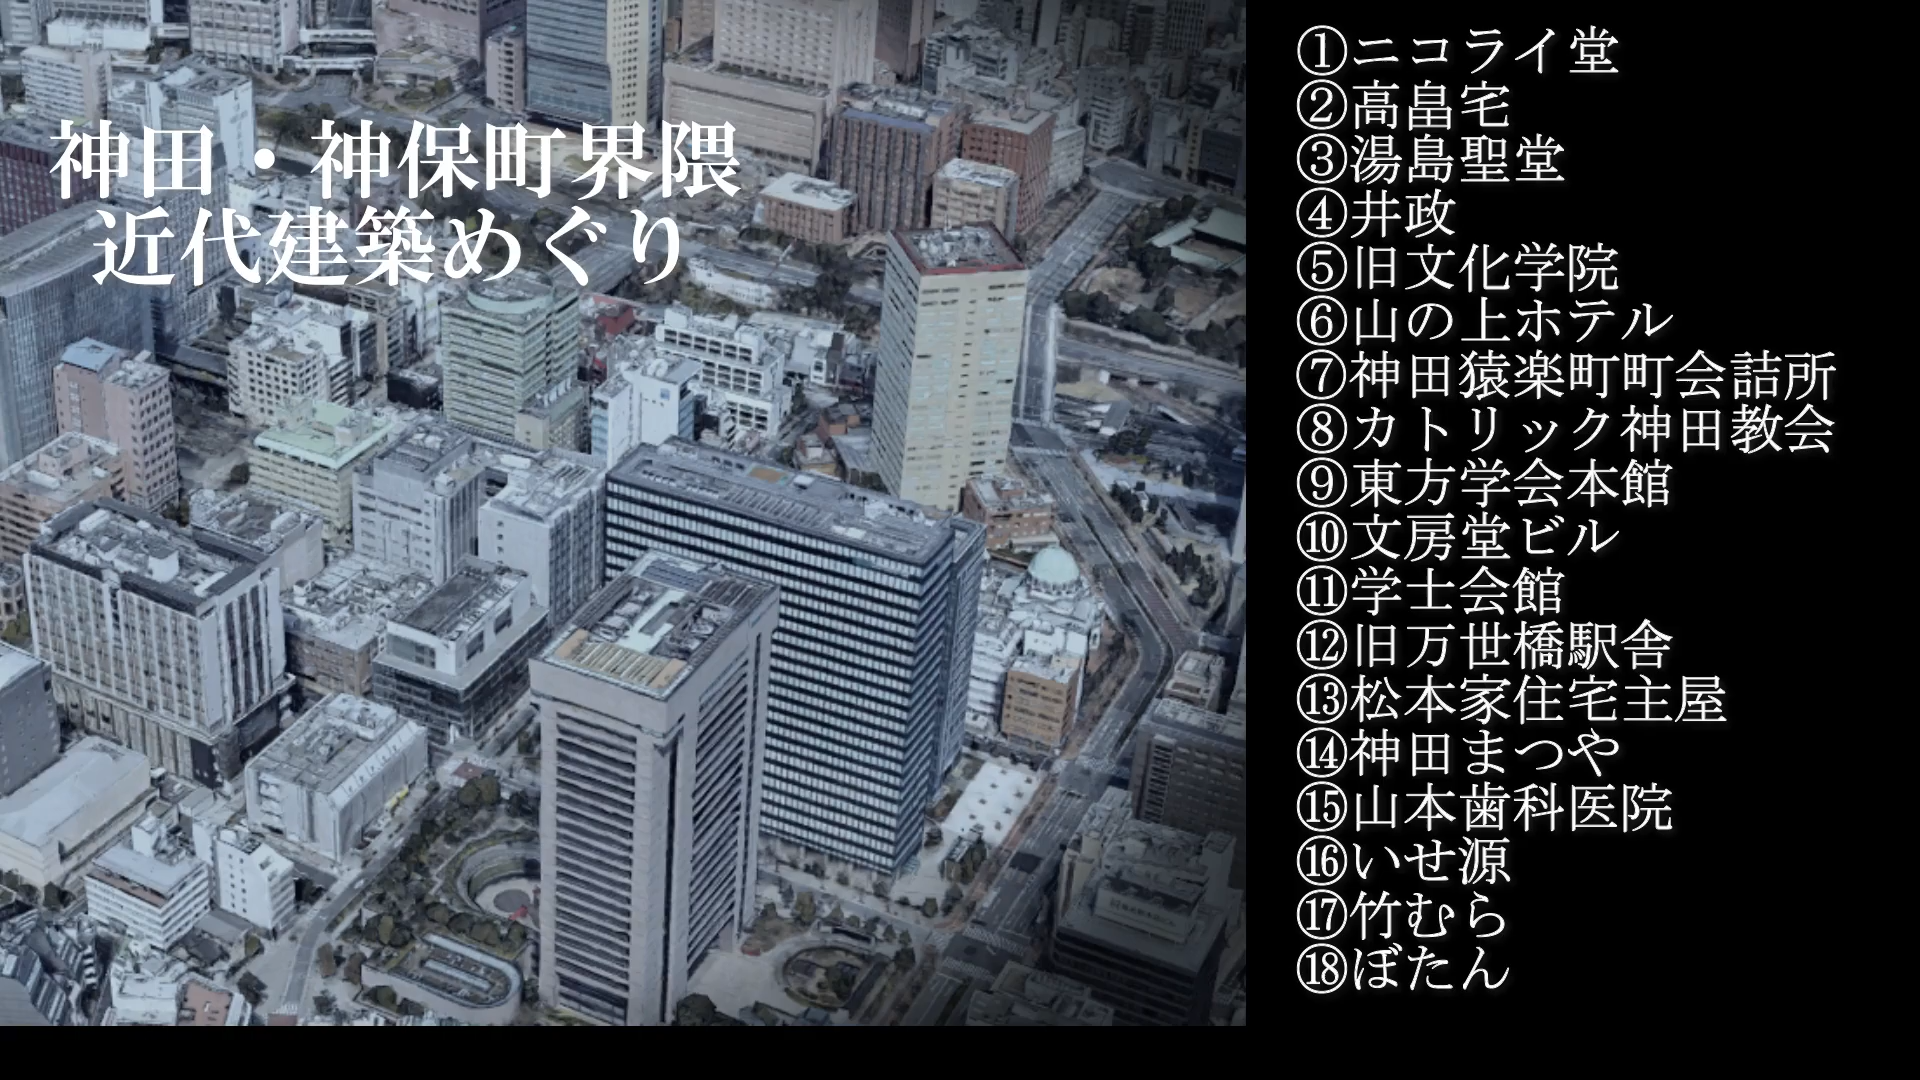 神田・神保町界隈
近代建築めぐり
①ニコライ堂
②高畠宅
③湯島聖堂
④井政
⑤旧文化学院
⑥山の上ホテル
⑦神田猿楽町町会詰所
⑧カトリック神田教会
⑨東方学会本館
⑩文房堂ビル
⑪学士会館
⑫旧万世橋駅舎
⑬松本家住宅主屋
⑭神田まつや
⑮山本歯科医院
⑯いせ源
⑰竹むら
⑱ぼたん